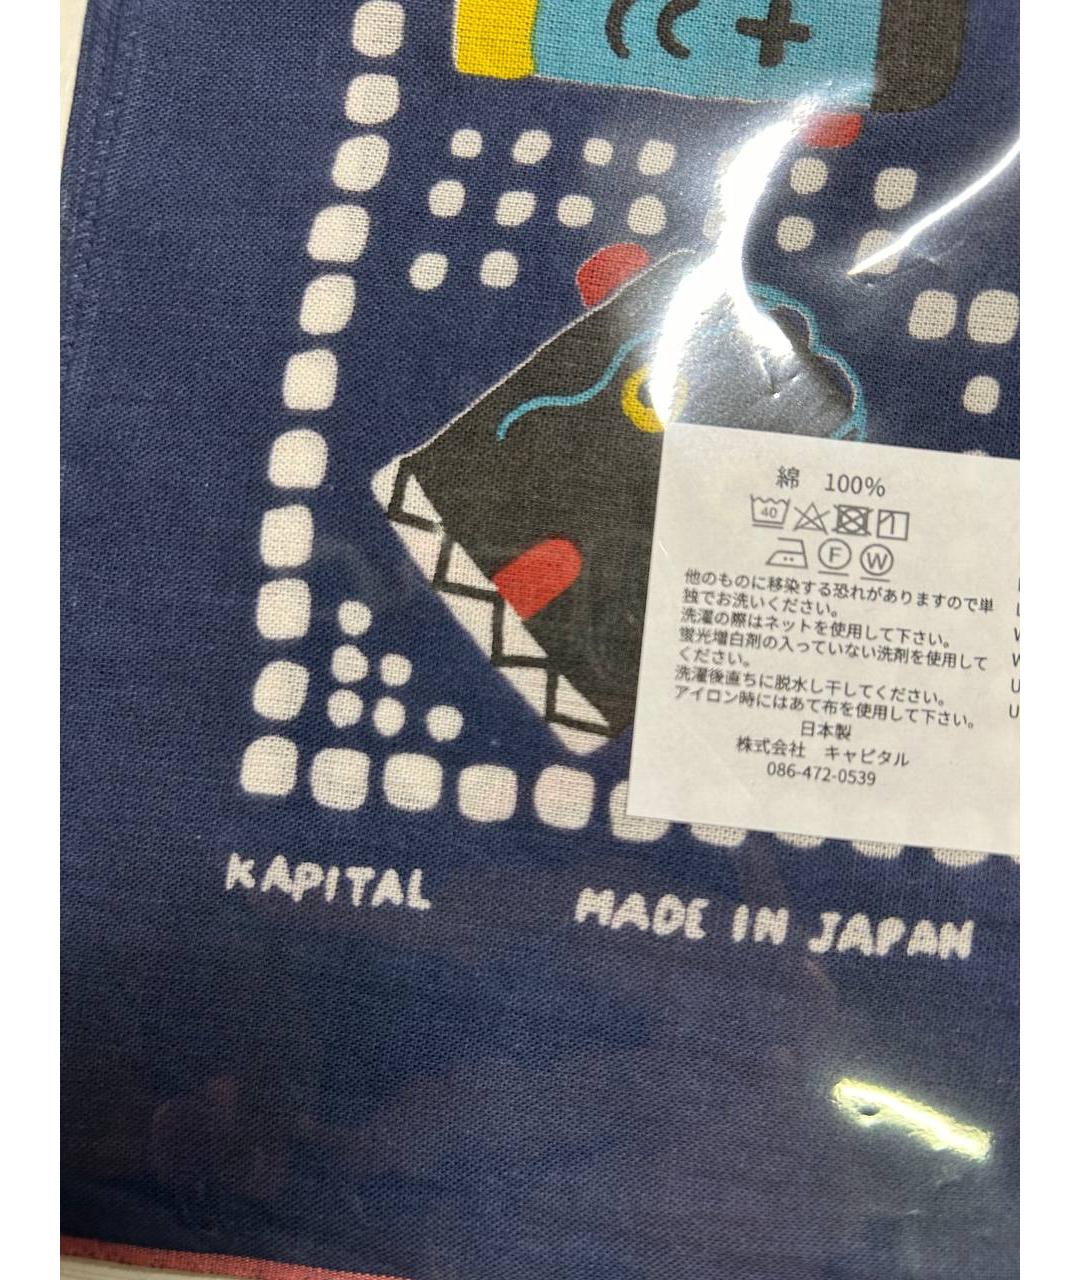 綿 100%
40
F W
他のものに移染する恐れがありますので単
独でお洗いください。
洗濯の際はネットを使用して下さい。
蛍光増白剤の入っていない洗剤を使用して
ください。
洗濯後直ちに脱水し干してください。
アイロン時にはあて布を使用して下さい。
日本製
株式会社 キャピタル
086-472-0539
KAPITAL
MADE IN JAPAN